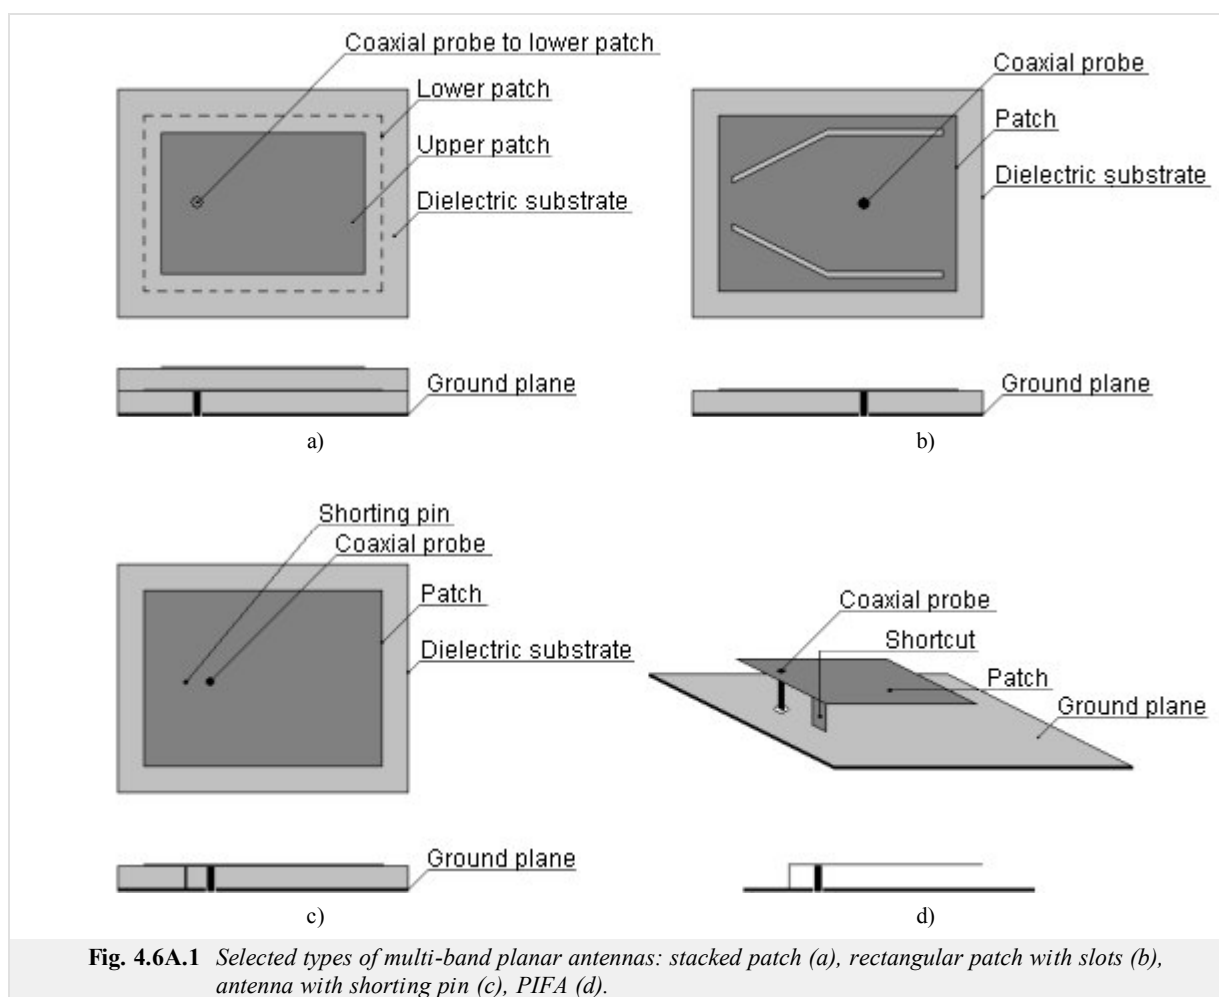 Coaxial probe to lower patch
Lower patch
Upper patch
Dielectric substrate
Ground plane
a)
Coaxial probe
Patch
Dielectric substrate
Ground plane
b)
Shorting pin
Coaxial probe
Patch
Dielectric substrate
Ground plane
c)
Coaxial probe
Shortcut
Patch
Ground plane
d)
Fig. 4.6A.1 Selected types of multi-band planar antennas: stacked patch (a), rectangular patch with slots (b),
antenna with shorting pin (c), PIFA (d).